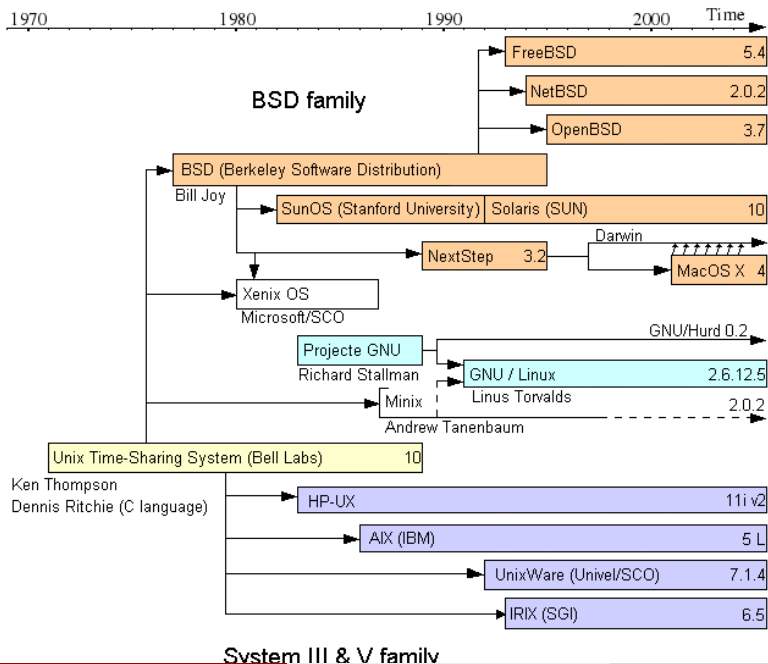 1970 1980 1990 2000 Time
FreeBSD 5.4
NetBSD 2.0.2
BSD family
OpenBSD 3.7
BSD (Berkeley Software Distribution)
Bill Joy
SunOS (Stanford University) Solaris (SUN) 10
Darwin
NextStep 3.2
MacOS X 4
Xenix OS
Microsoft/SCO
GNU/Hurd 0.2
Projecte GNU
Richard Stallman
GNU / Linux 2.6.12.5
Linus Torvalds
Minix 2.0.2
Andrew Tanenbaum
Unix Time-Sharing System (Bell Labs) 10
Ken Thompson
Dennis Ritchie (C language)
HP-UX 11i v2
AIX (IBM) 5 L
UnixWare (Univel/SCO) 7.1.4
IRIX (SGI) 6.5
System III & V family